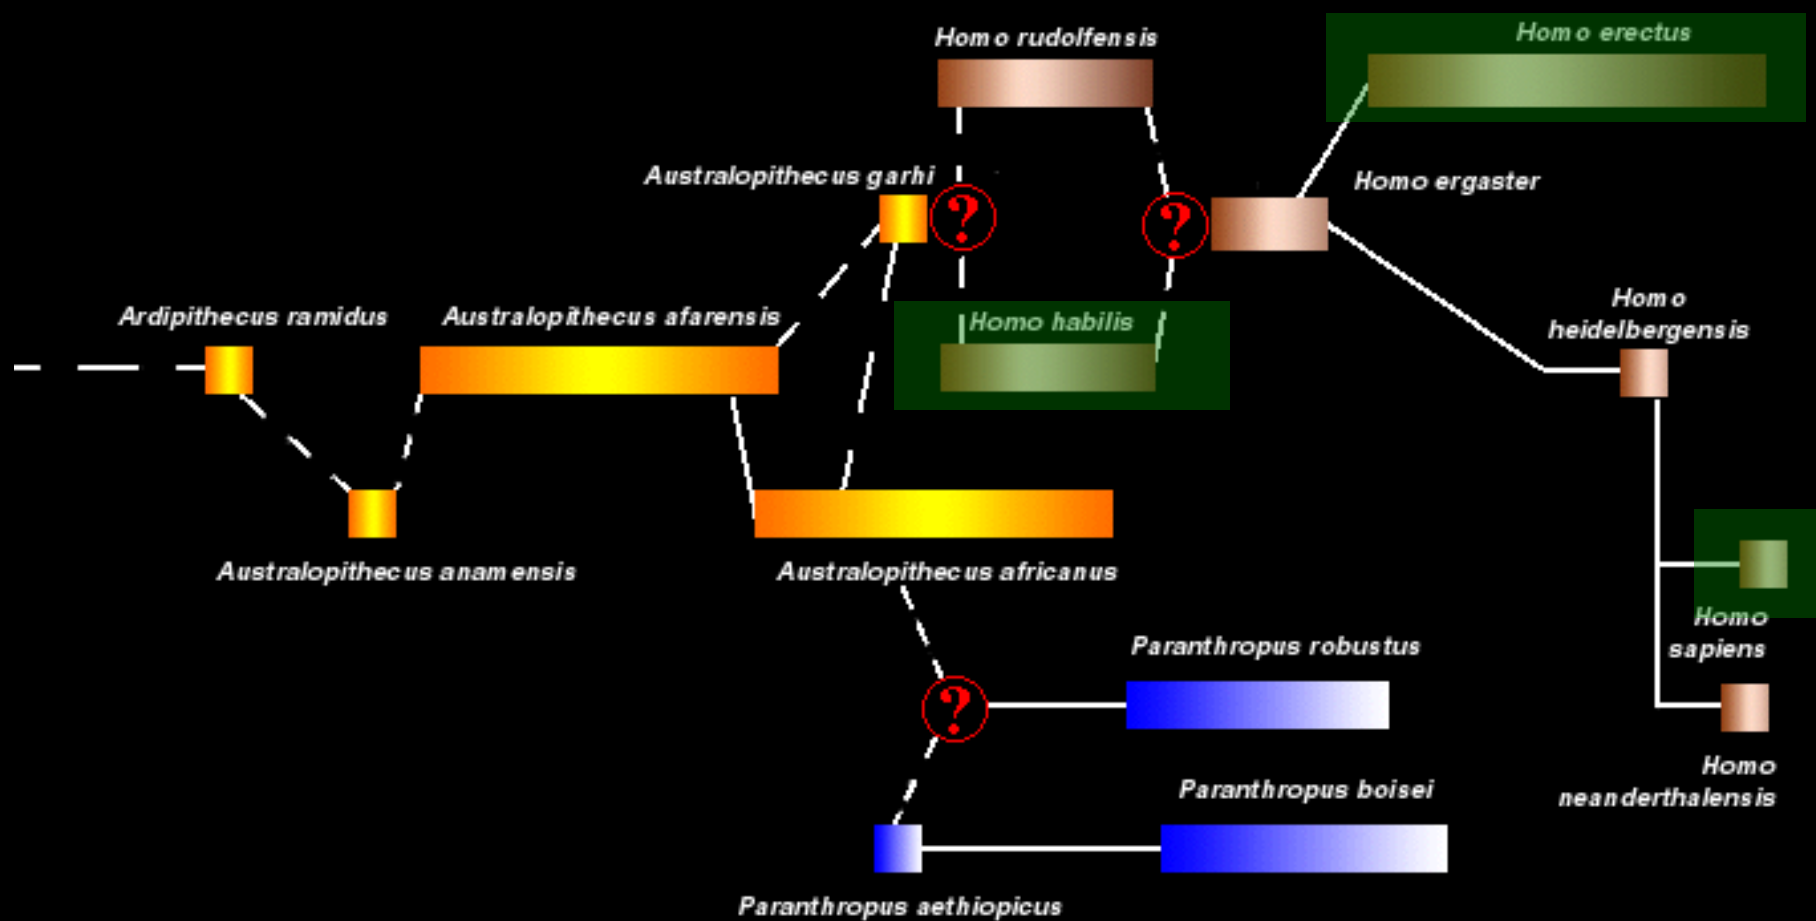 Homo rudolfensis
Homo erectus
Australopithecus garhi
?
?
Homo ergaster
Ardipithecus ramidus
Australopithecus afarensis
Homo habilis
Homo
heidelbergensis
Australopithecus anamensis
Australopithecus africanus
Homo
sapiens
Paranthropus robustus
?
Homo
neanderthalensis
Paranthropus boisei
Paranthropus aethiopicus